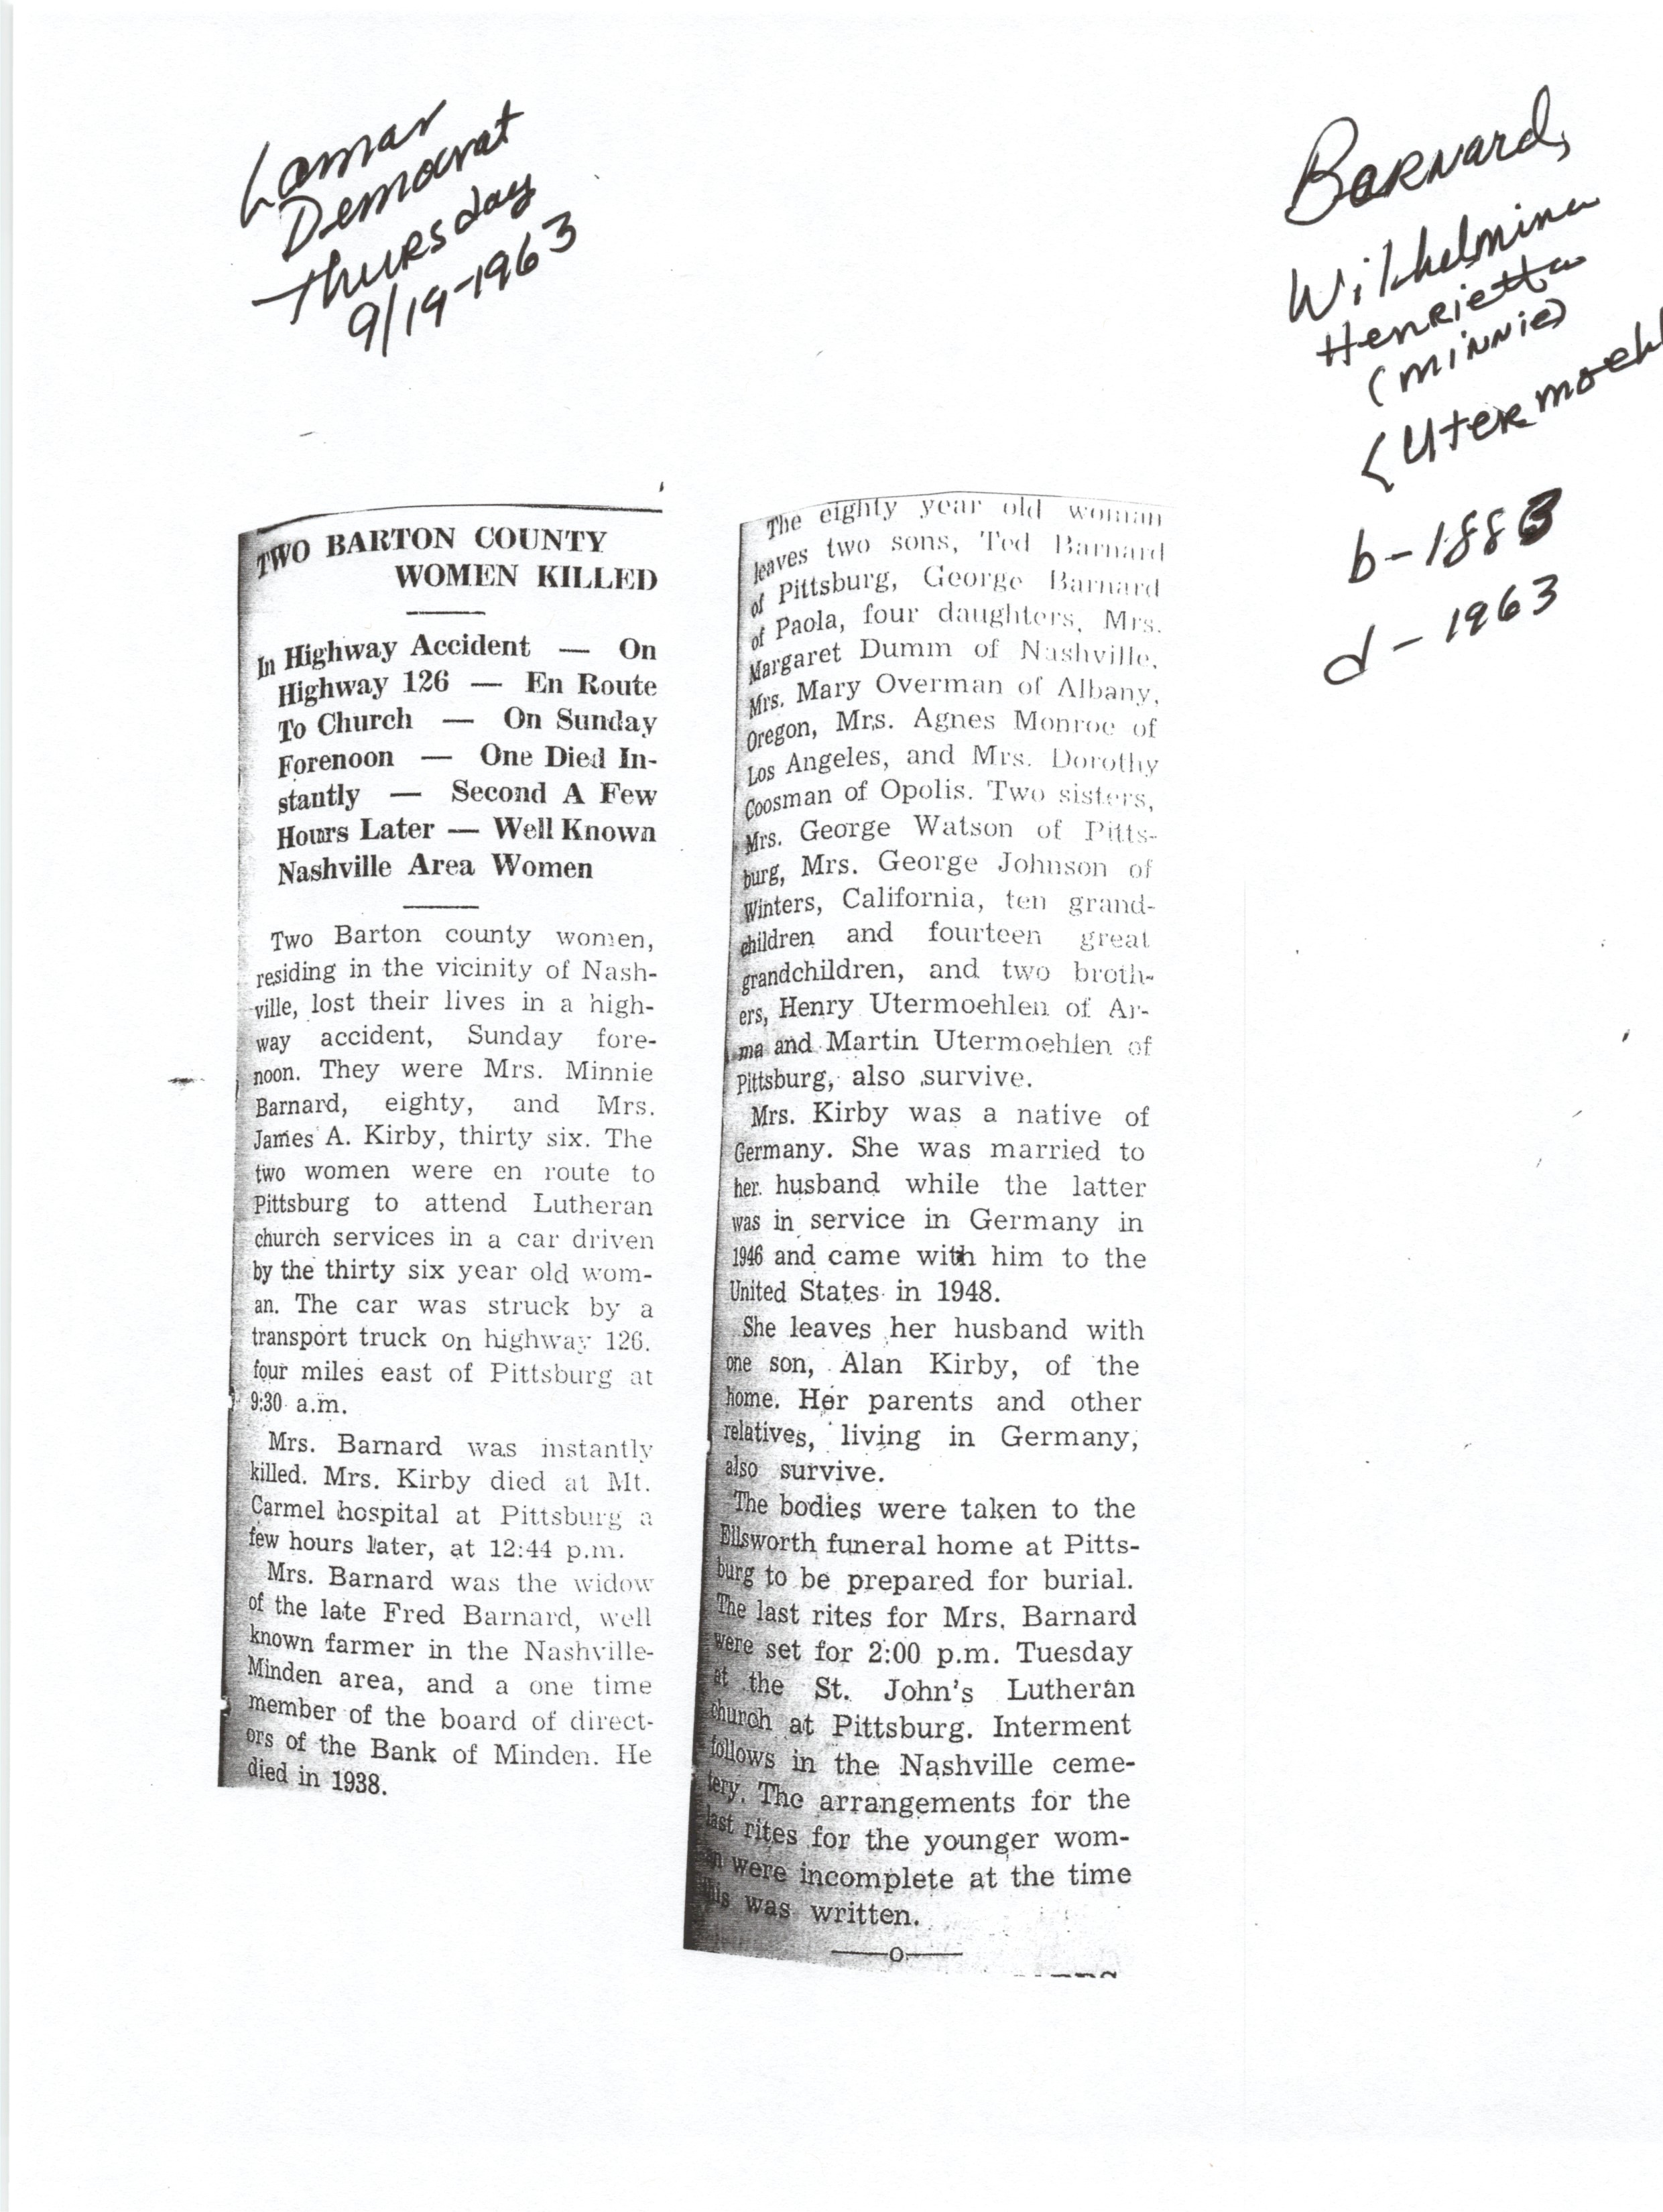 Lamar
Democrat
Thursday
9/19-1963
Barnard,
Wilhelmina
Henrietta
(Minnie)
(Utermoehl
b-1883
d-1963
TWO BARTON COUNTY
WOMEN KILLED
In Highway Accident — On
Highway 126 — En Route
To Church — On Sunday
Forenoon — One Died In-
stantly — Second A Few
Hours Later — Well Known
Nashville Area Women
Two Barton county women,
residing in the vicinity of Nash-
ville, lost their lives in a high-
way accident, Sunday fore-
noon. They were Mrs. Minnie
Barnard, eighty, and Mrs.
James A. Kirby, thirty six. The
two women were en route to
Pittsburg to attend Lutheran
church services in a car driven
by the thirty six year old wom-
an. The car was struck by a
transport truck on highway 126.
four miles east of Pittsburg at
9:30 a.m.
Mrs. Barnard was instantly
killed. Mrs. Kirby died at Mt.
Carmel hospital at Pittsburg a
few hours later, at 12:44 p.m.
Mrs. Barnard was the widow
of the late Fred Barnard, well
known farmer in the Nashville-
Minden area, and a one time
member of the board of direct-
ors of the Bank of Minden. He
died in 1938.
The eighty year old woman
leaves two sons, Ted Barnard
of Pittsburg, George Barnard
of Paola, four daughters, Mrs.
Margaret Dumm of Nashville,
Mrs. Mary Overman of Albany,
Oregon, Mrs. Agnes Monroe of
Los Angeles, and Mrs. Dorothy
Coosman of Opolis. Two sisters,
Mrs. George Watson of Pitts-
burg, Mrs. George Johnson of
Winters, California, ten grand-
children and fourteen great
grandchildren, and two broth-
ers, Henry Utermoehlen of Ar-
ma and Martin Utermoehlen of
Pittsburg, also survive.
Mrs. Kirby was a native of
Germany. She was married to
her husband while the latter
was in service in Germany in
1946 and came with him to the
United States in 1948.
She leaves her husband with
one son, Alan Kirby, of the
home. Her parents and other
relatives, living in Germany,
also survive.
The bodies were taken to the
Ellsworth funeral home at Pitts-
burg to be prepared for burial.
The last rites for Mrs. Barnard
were set for 2:00 p.m. Tuesday
at the St. John's Lutheran
church at Pittsburg. Interment
follows in the Nashville ceme-
tery. The arrangements for the
last rites for the younger wom-
an were incomplete at the time
this was written.